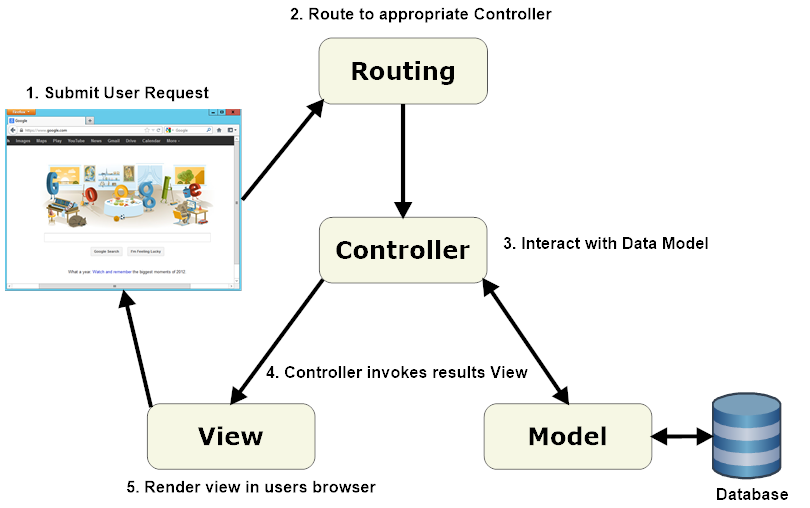 2. Route to appropriate Controller
Routing
1. Submit User Request
Google
https://www.google.com
Google
Images Maps Play YouTube News Gmail Drive Calendar More
Google
Google Search I'm Feeling Lucky
What a year. Watch and remember the biggest moments of 2012.
Controller
3. Interact with Data Model
4. Controller invokes results View
View
Model
5. Render view in users browser
Database